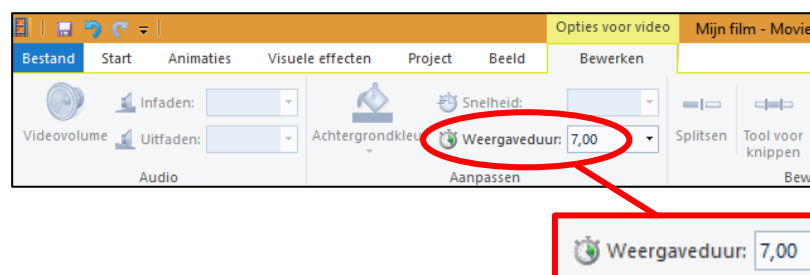 Opties voor video Mijn film - Movie
Bestand Start Animaties Visuele effecten Project Beeld Bewerken
Infaden: Snelheid:
Videovolume Uitfaden: Achtergrondkleu Weergaveduur: 7,00 Splitsen Tool voor
knippen
Audio Aanpassen Bew
Weergaveduur: 7,00